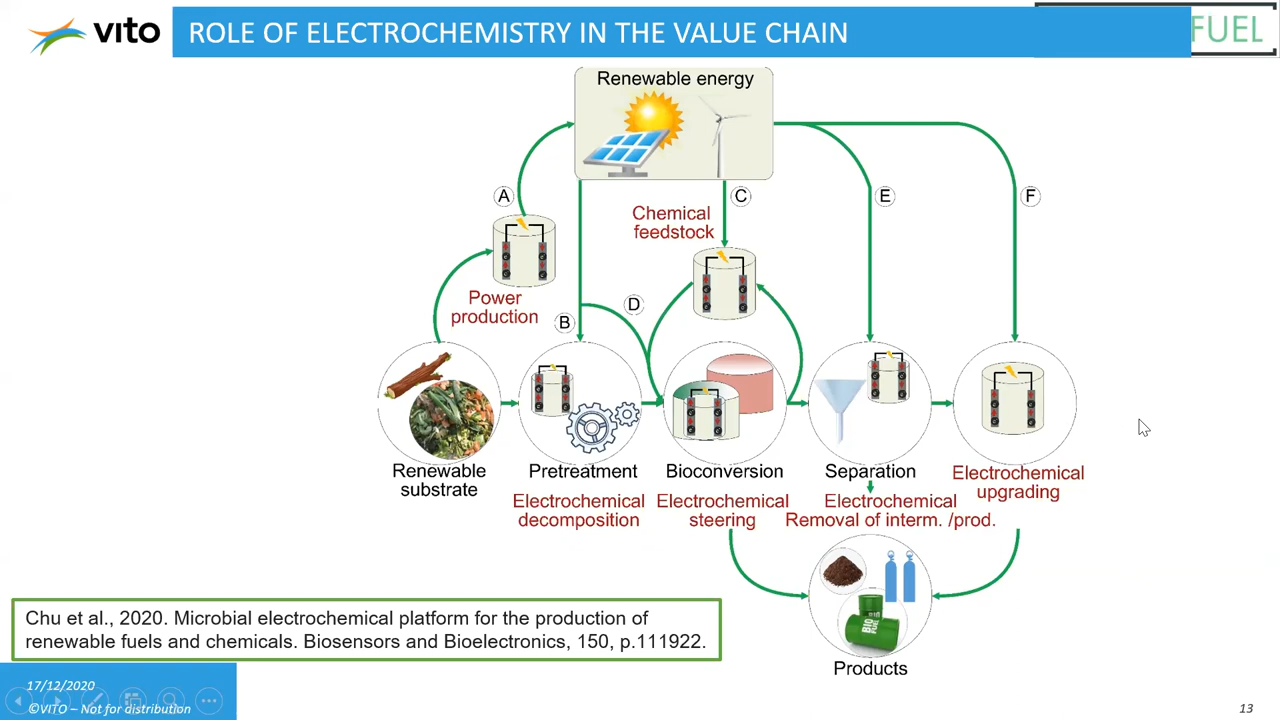 vito
ROLE OF ELECTROCHEMISTRY IN THE VALUE CHAIN
FUEL
Renewable energy
A
C
E
F
Chemical
feedstock
Power
production
D
B
Renewable
substrate
Pretreatment
Bioconversion
Separation
Electrochemical
upgrading
Electrochemical
decomposition
Electrochemical
steering
Electrochemical
Removal of interm. /prod.
BIO
FUEL
Products
Chu et al., 2020. Microbial electrochemical platform for the production of
renewable fuels and chemicals. Biosensors and Bioelectronics, 150, p.111922.
17/12/2020
©VITO – Not for distribution
13